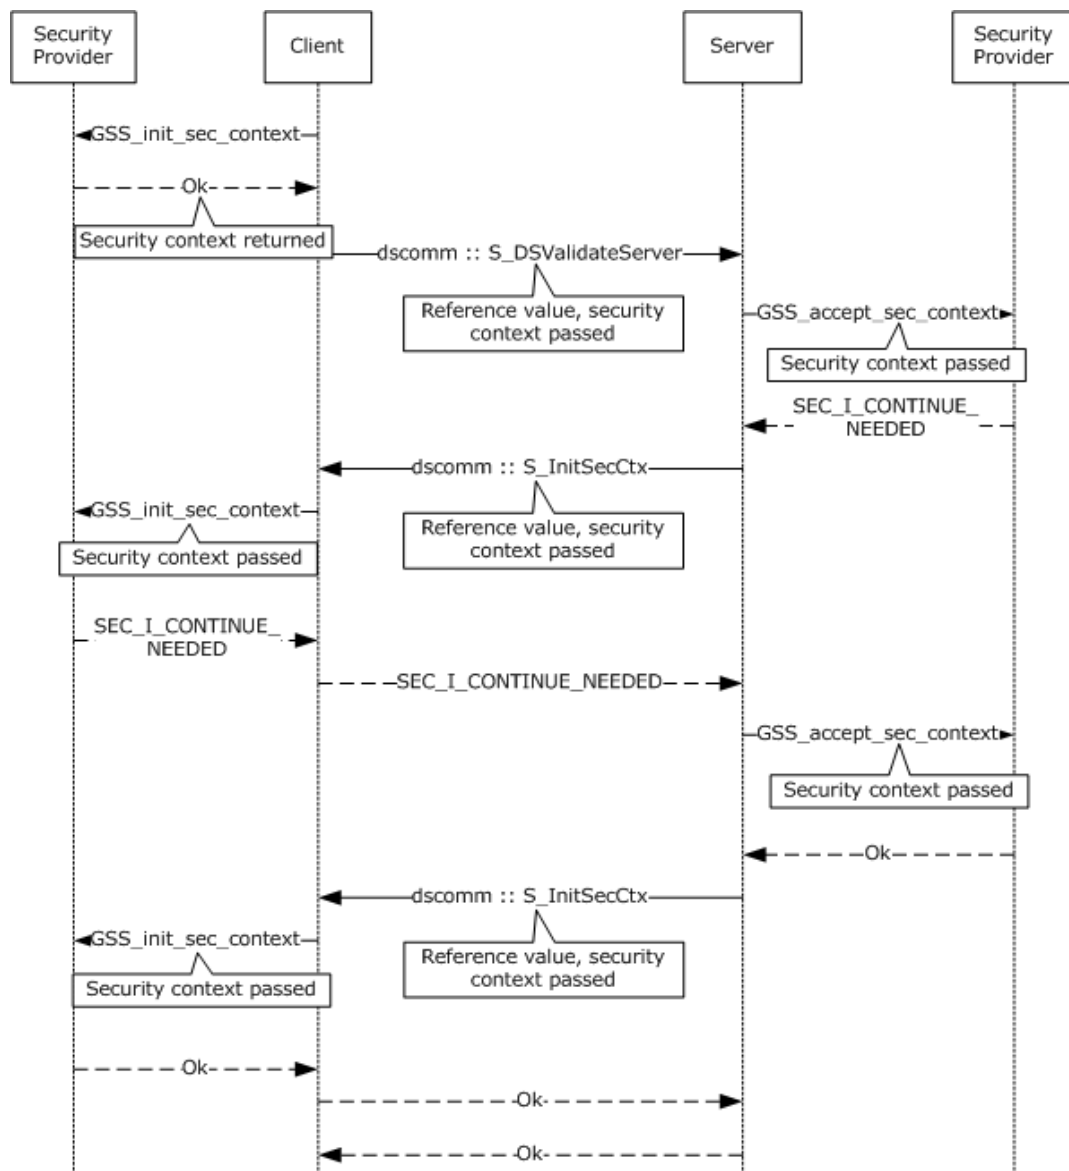 Security
Provider
Client
Server
Security
Provider
GSS_init_sec_context
Ok
Security context returned
dscomm :: S_DSValidateServer
Reference value, security
context passed
GSS_accept_sec_context
Security context passed
SEC_I_CONTINUE_
NEEDED
dscomm :: S_InitSecCtx
GSS_init_sec_context
Reference value, security
context passed
Security context passed
SEC_I_CONTINUE_
NEEDED
SEC_I_CONTINUE_NEEDED
GSS_accept_sec_context
Security context passed
Ok
dscomm :: S_InitSecCtx
GSS_init_sec_context
Reference value, security
context passed
Security context passed
Ok
Ok
Ok